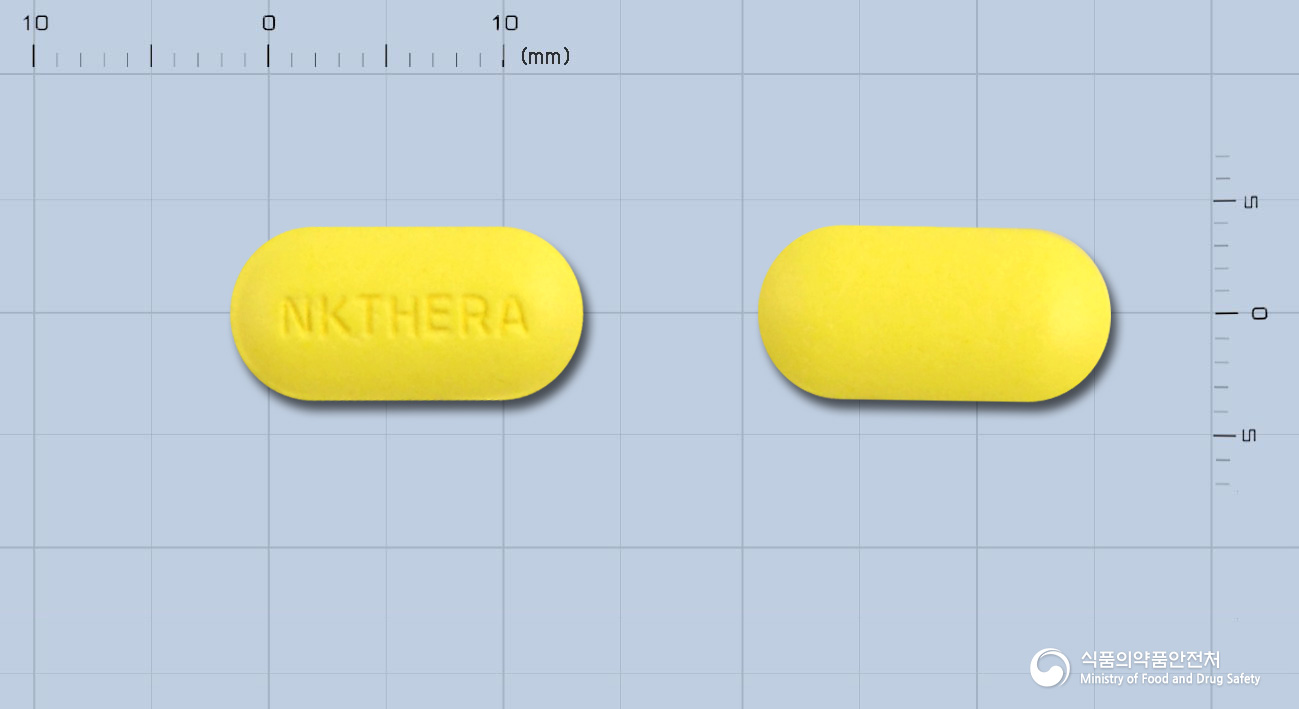 10 0 10
(mm)
NKTHERA
5
0
5
식품의약품안전처
Ministry of Food and Drug Safety